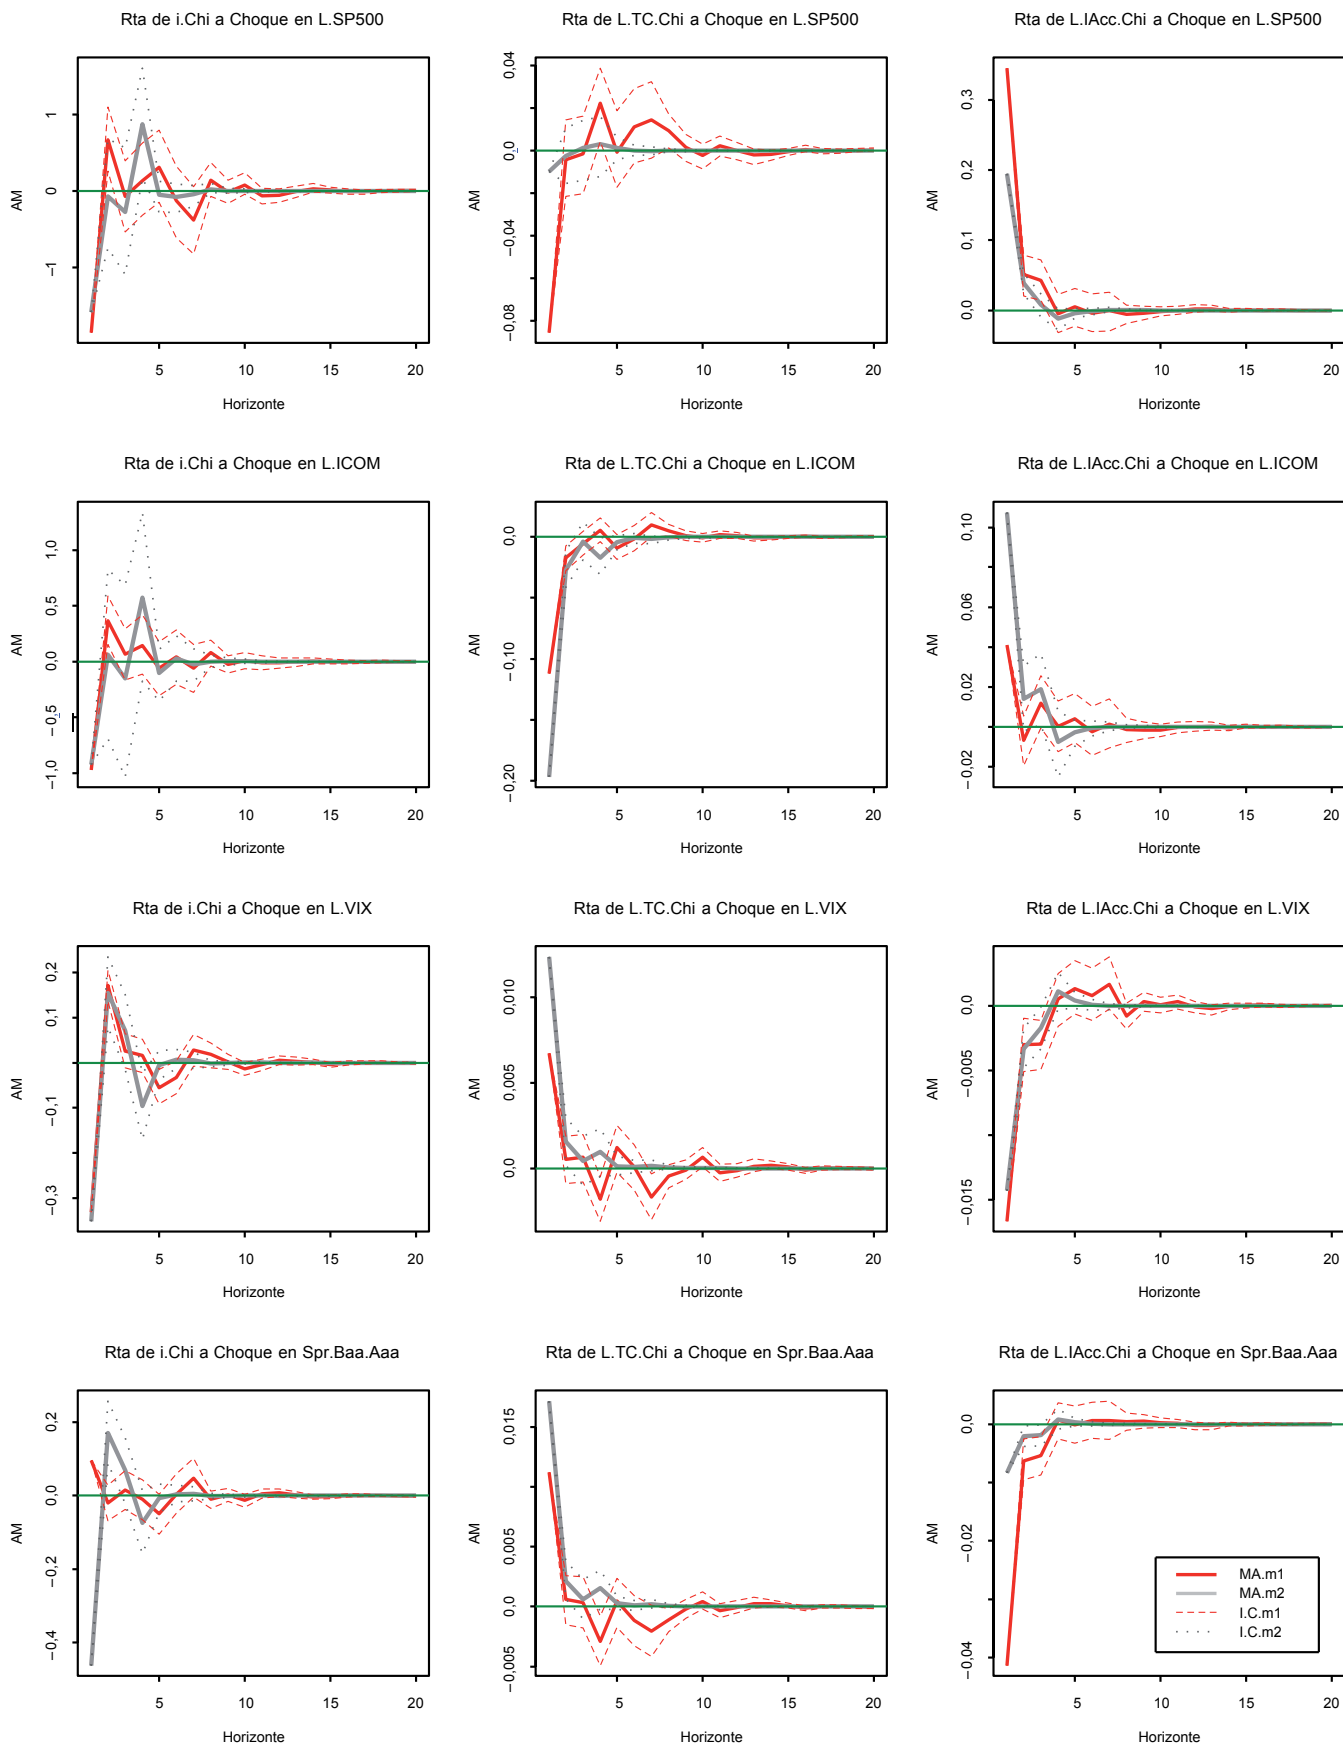 Rta de i.Chi a Choque en L.SP500
AM
1
0
−1
5
10
15
20
Horizonte
Rta de L.TC.Chi a Choque en L.SP500
AM
0,04
0,0
−0,04
−0,08
5
10
15
20
Horizonte
Rta de L.IAcc.Chi a Choque en L.SP500
AM
0,3
0,2
0,1
0,0
5
10
15
20
Horizonte
Rta de i.Chi a Choque en L.ICOM
AM
1,0
0,5
0,0
−0,5
−1,0
5
10
15
20
Horizonte
Rta de L.TC.Chi a Choque en L.ICOM
AM
0,0
−0,10
−0,20
5
10
15
20
Horizonte
Rta de L.IAcc.Chi a Choque en L.ICOM
AM
0,10
0,06
0,02
−0,02
5
10
15
20
Horizonte
Rta de i.Chi a Choque en L.VIX
AM
0,2
0,1
−0,1
−0,3
5
10
15
20
Horizonte
Rta de L.TC.Chi a Choque en L.VIX
AM
0,010
0,005
0,0
5
10
15
20
Horizonte
Rta de L.IAcc.Chi a Choque en L.VIX
AM
0,0
−0,005
−0,015
5
10
15
20
Horizonte
Rta de i.Chi a Choque en Spr.Baa.Aaa
AM
0,2
0,0
−0,2
−0,4
5
10
15
20
Horizonte
Rta de L.TC.Chi a Choque en Spr.Baa.Aaa
AM
0,015
0,005
0,0
−0,005
5
10
15
20
Horizonte
Rta de L.IAcc.Chi a Choque en Spr.Baa.Aaa
AM
0,0
−0,02
−0,04
5
10
15
20
Horizonte
MA.m1
MA.m2
I.C.m1
I.C.m2